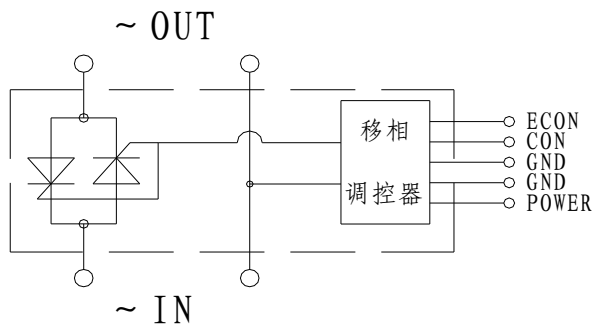 ~ OUT
移相
调控器
ECON
CON
GND
GND
POWER
~ IN